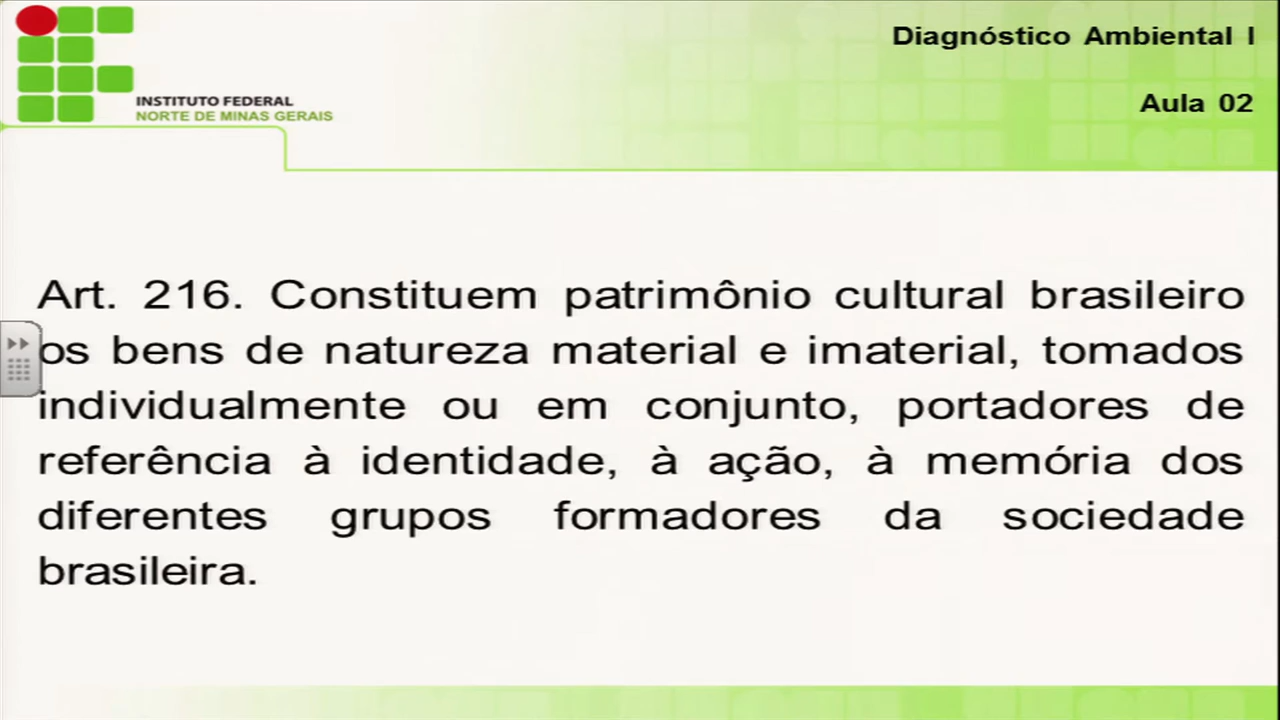 Diagnóstico Ambiental I
Aula 02
INSTITUTO FEDERAL
NORTE DE MINAS GERAIS
Art. 216. Constituem patrimônio cultural brasileiro
os bens de natureza material e imaterial, tomados
individualmente ou em conjunto, portadores de
referência à identidade, à ação, à memória dos
diferentes grupos formadores da sociedade
brasileira.